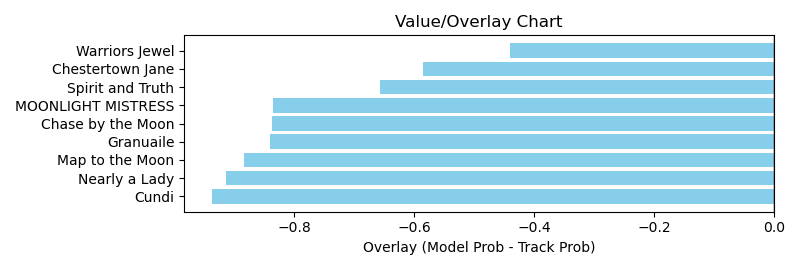 Value/Overlay Chart
Warriors Jewel
Chestertown Jane
Spirit and Truth
MOONLIGHT MISTRESS
Chase by the Moon
Granuaile
Map to the Moon
Nearly a Lady
Cundi
−0.8 −0.6 −0.4 −0.2 0.0
Overlay (Model Prob - Track Prob)